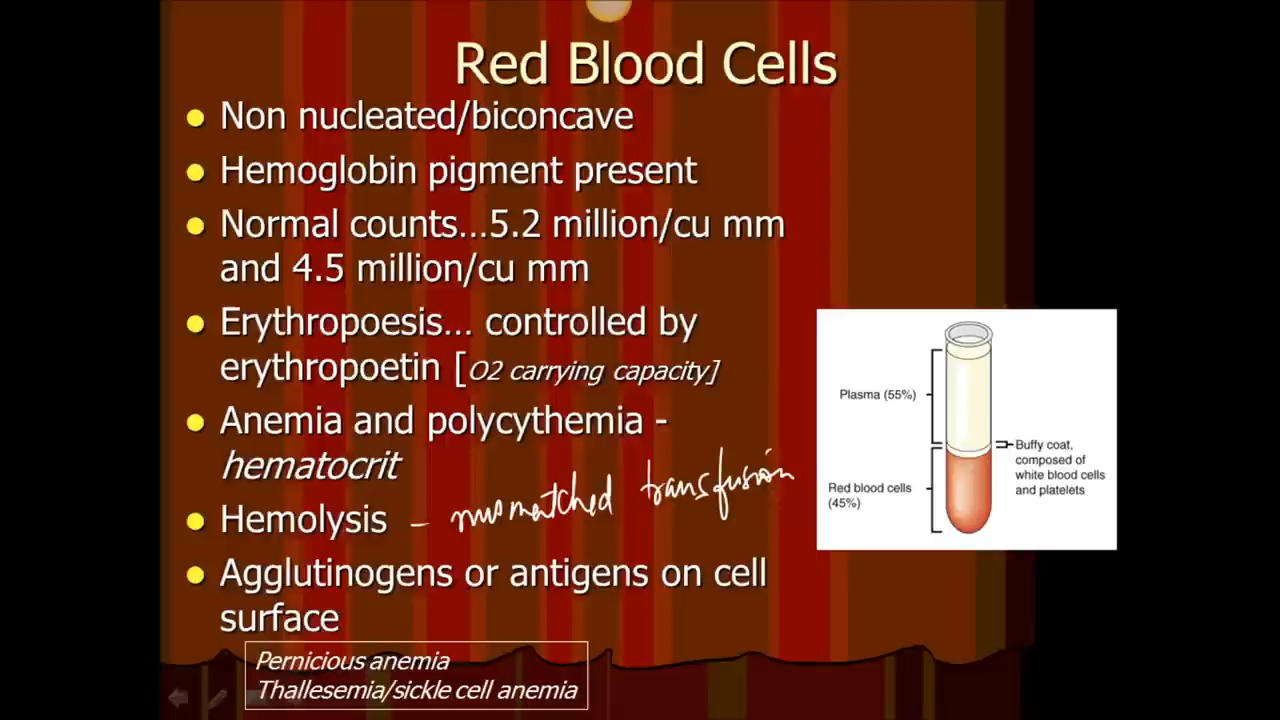 Red Blood Cells
Non nucleated/biconcave
Hemoglobin pigment present
Normal counts...5.2 million/cu mm
and 4.5 million/cu mm
Erythropoesis... controlled by
erythropoetin [O2 carrying capacity]
Anemia and polycythemia -
hematocrit
Hemolysis - mismatched transfusion
Agglutinogens or antigens on cell
surface
Pernicious anemia
Thallesemia/sickle cell anemia
Plasma (55%)
Buffy coat,
composed of
white blood cells
and platelets
Red blood cells
(45%)